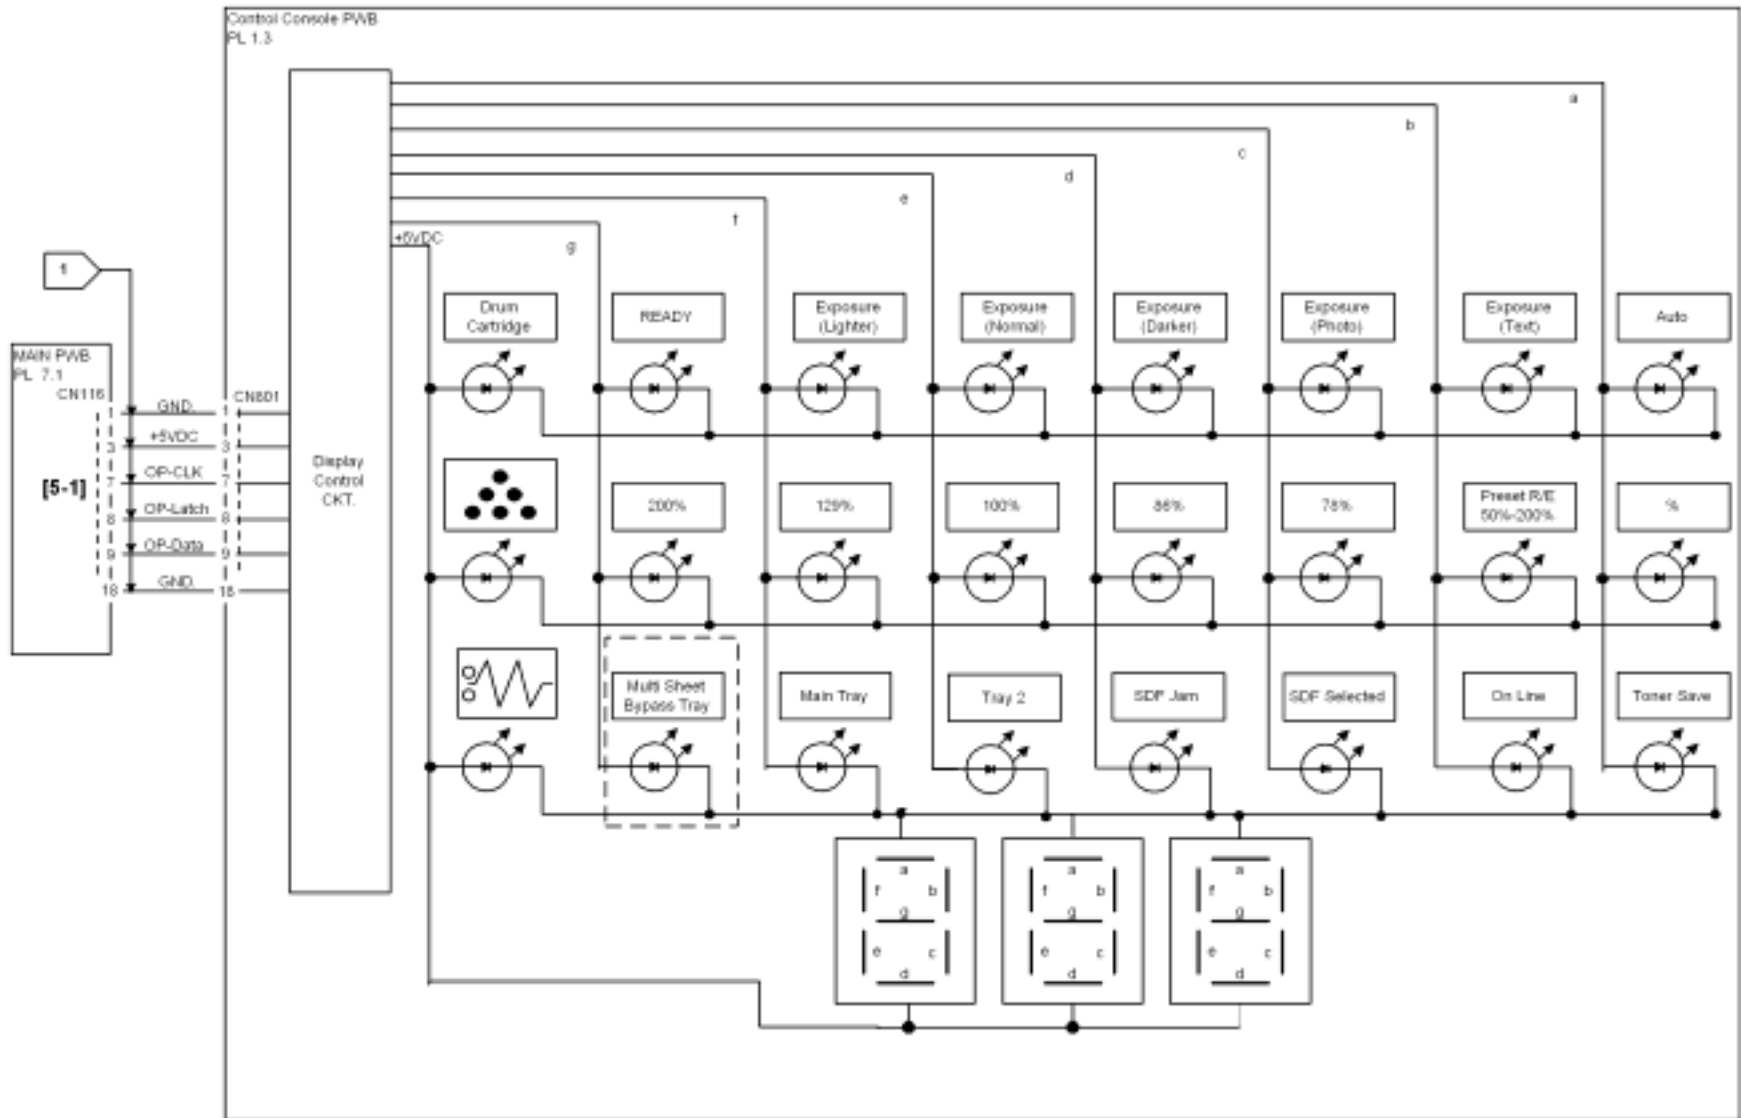 Control Console PWB
PL 1.3
a
b
c
d
e
f
g
+5VDC
1
MAIN PWB
PL 7.1
CN116
CN601
[5-1]
1 GND. 1
3 +5VDC 3
7 OP-CLK 7
8 OP-Latch 8
9 OP-Data 9
18 GND. 18
Display
Control
CKT.
Drum
Cartridge
READY
Exposure
(Lighter)
Exposure
(Normal)
Exposure
(Darker)
Exposure
(Photo)
Exposure
(Text)
Auto
200%
129%
100%
86%
78%
Preset R/E
50%-200%
%
Multi Sheet
Bypass Tray
Main Tray
Tray 2
SDF Jam
SDF Selected
On Line
Toner Save
a a a
f b f b f b
g g g
e c e c e c
d d d